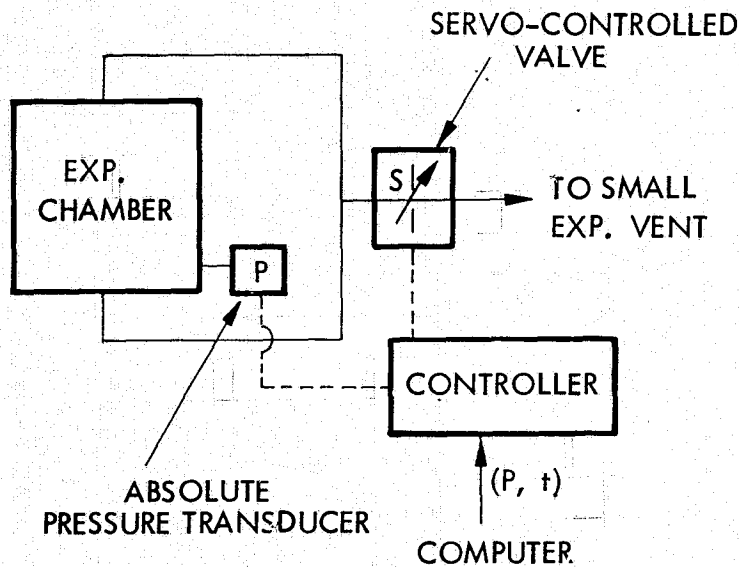 SERVO-CONTROLLED
VALVE
EXP.
CHAMBER
S
TO SMALL
EXP. VENT
P
CONTROLLER
(P, t)
ABSOLUTE
PRESSURE TRANSDUCER
COMPUTER